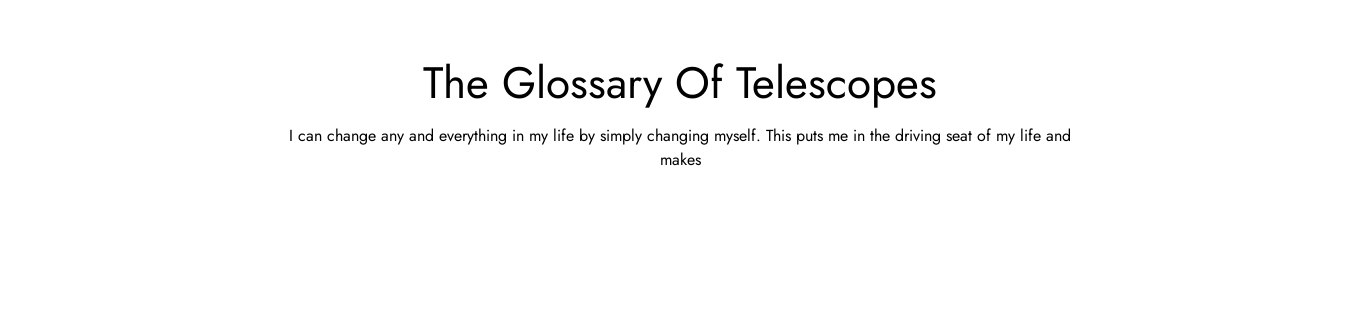 The Glossary Of Telescopes
I can change any and everything in my life by simply changing myself. This puts me in the driving seat of my life and
makes